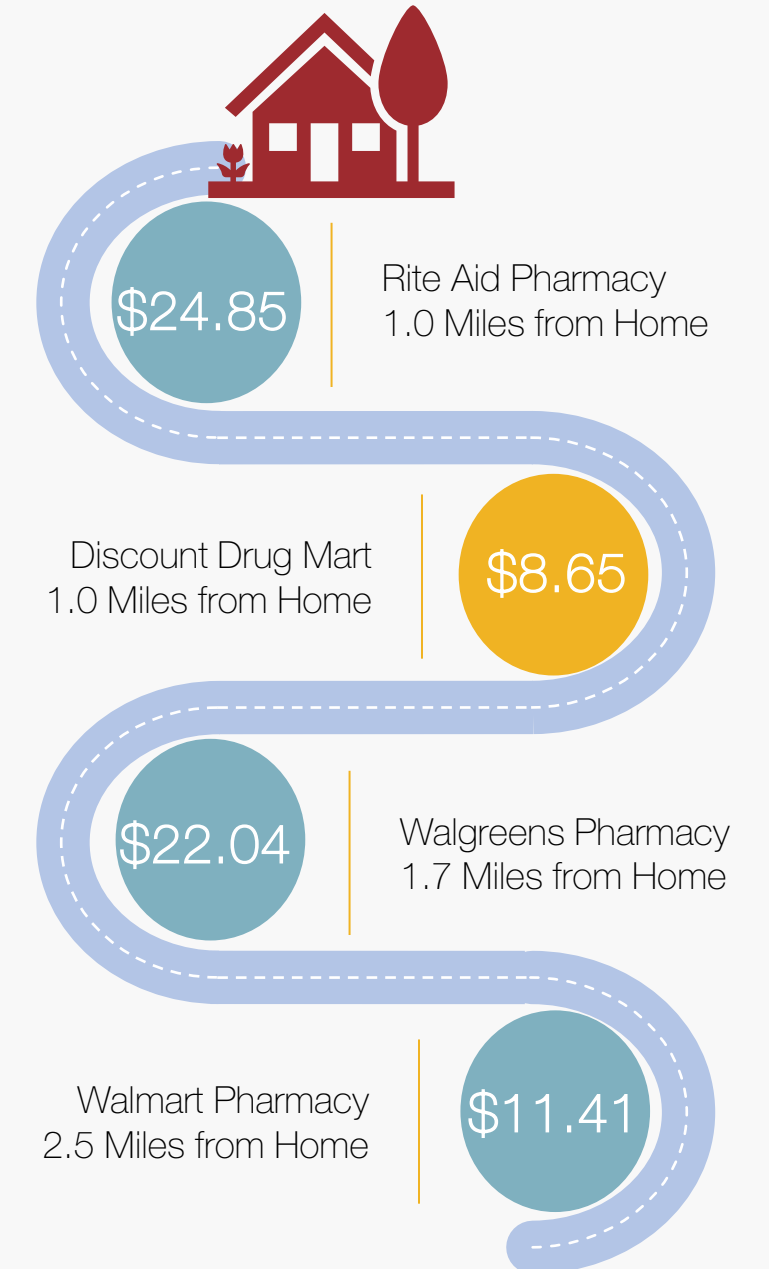 $24.85
Rite Aid Pharmacy
1.0 Miles from Home
Discount Drug Mart
1.0 Miles from Home
$8.65
$22.04
Walgreens Pharmacy
1.7 Miles from Home
Walmart Pharmacy
2.5 Miles from Home
$11.41